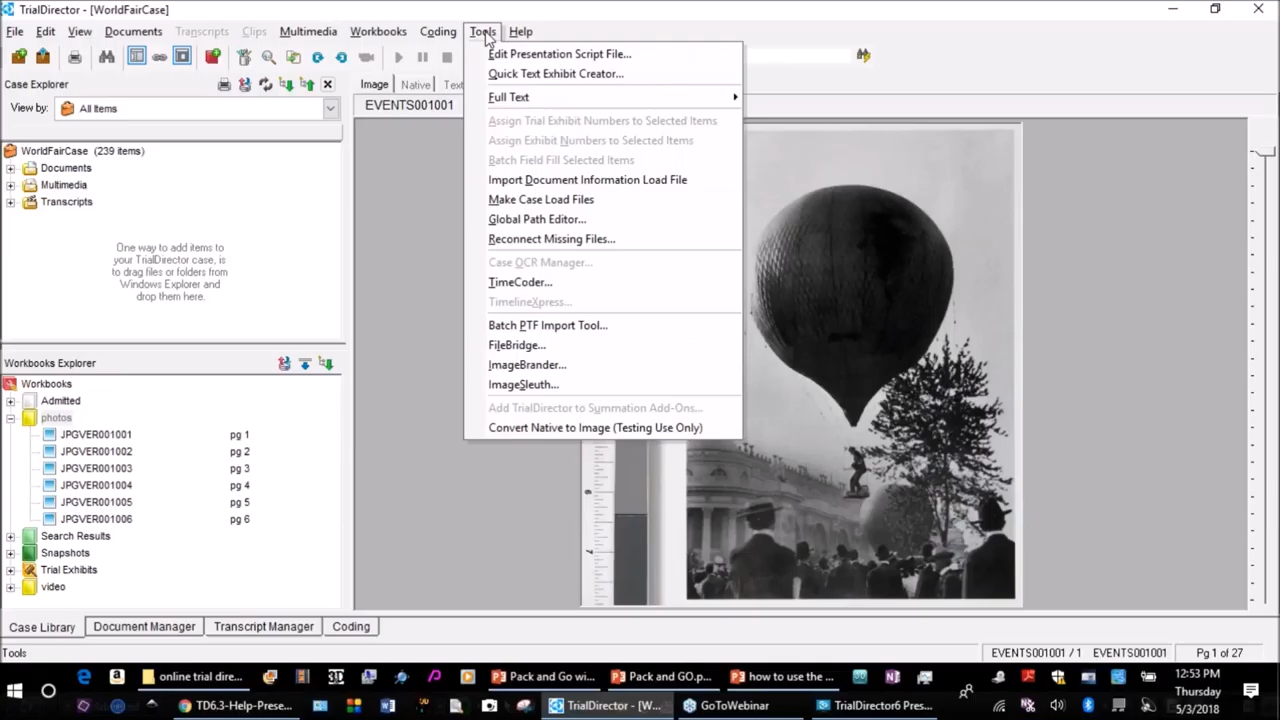 TrialDirector - [WorldFairCase]
File Edit View Documents Transcripts Clips Multimedia Workbooks Coding Tools Help
Case Explorer
Image Native Text
View by: All Items
EVENTS001001
WorldFairCase (239 items)
Documents
Multimedia
Transcripts
One way to add items to
your TrialDirector case, is
to drag files or folders from
Windows Explorer and
drop them here.
Edit Presentation Script File...
Quick Text Exhibit Creator...
Full Text
Assign Trial Exhibit Numbers to Selected Items
Assign Exhibit Numbers to Selected Items
Batch Field Fill Selected Items
Import Document Information Load File
Make Case Load Files
Global Path Editor...
Reconnect Missing Files...
Case OCR Manager...
TimeCoder...
TimelineXpress...
Batch PTF Import Tool...
FileBridge...
ImageBrander...
ImageSleuth...
Add TrialDirector to Summation Add-Ons...
Convert Native to Image (Testing Use Only)
Workbooks Explorer
Workbooks
Admitted
photos
JPGVER001001 pg 1
JPGVER001002 pg 2
JPGVER001003 pg 3
JPGVER001004 pg 4
JPGVER001005 pg 5
JPGVER001006 pg 6
Search Results
Snapshots
Trial Exhibits
video
6
7
Case Library Document Manager Transcript Manager Coding
Tools EVENTS001001 / 1 EVENTS001001 Pg 1 of 27
online trial dire... Pack and GO wi... Pack and GO.p... how to use the ... 12:53 PM
Thursday
TD6.3-Help-Prese... TrialDirector - [W... GoToWebinar TrialDirector6 Pres... 5/3/2018